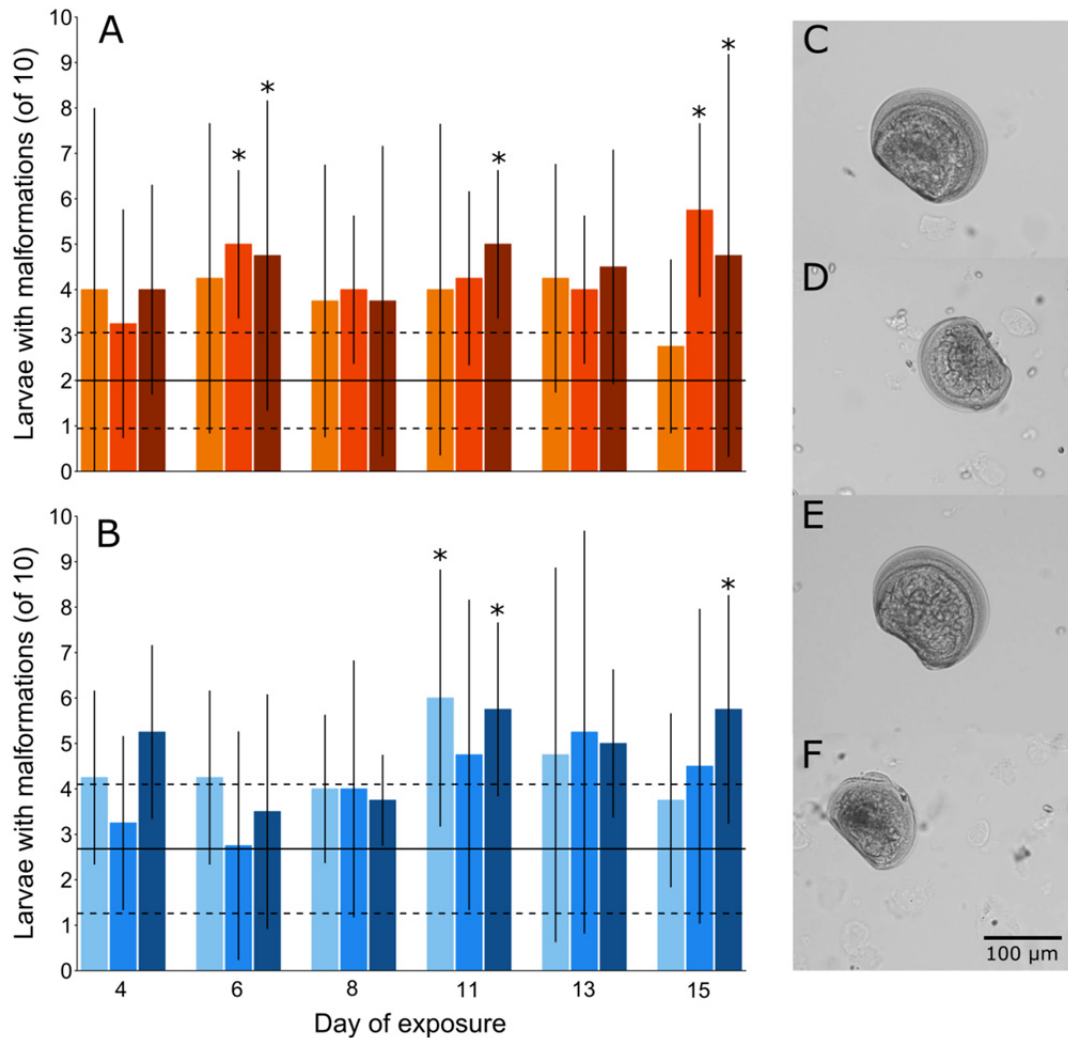 A
Larvae with malformations (of 10)
10
9
8
7
6
5
4
3
2
1
0
* * * * *
B
Larvae with malformations (of 10)
10
9
8
7
6
5
4
3
2
1
0
* * *
4 6 8 11 13 15
Day of exposure
C
D
E
F
100 µm